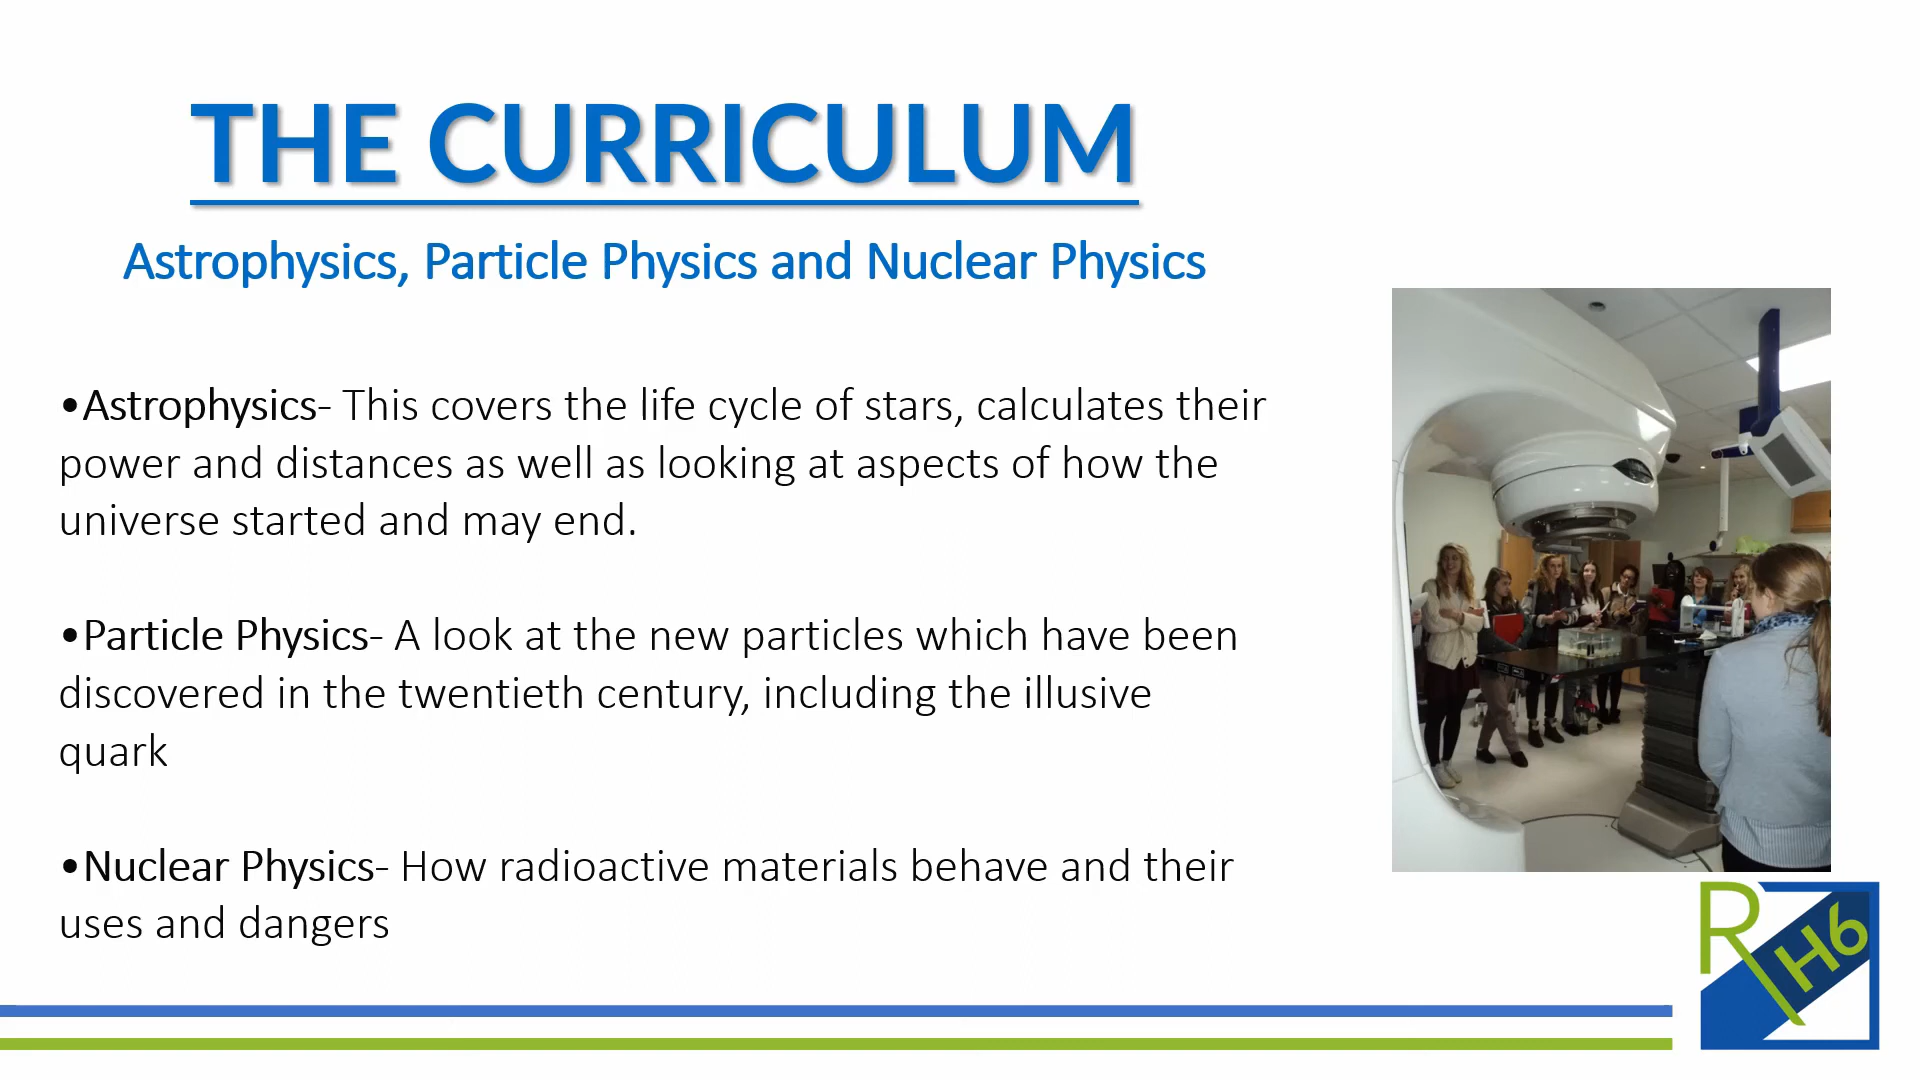 THE CURRICULUM
Astrophysics, Particle Physics and Nuclear Physics
•Astrophysics- This covers the life cycle of stars, calculates their
power and distances as well as looking at aspects of how the
universe started and may end.
•Particle Physics- A look at the new particles which have been
discovered in the twentieth century, including the illusive
quark
•Nuclear Physics- How radioactive materials behave and their
uses and dangers
RH6